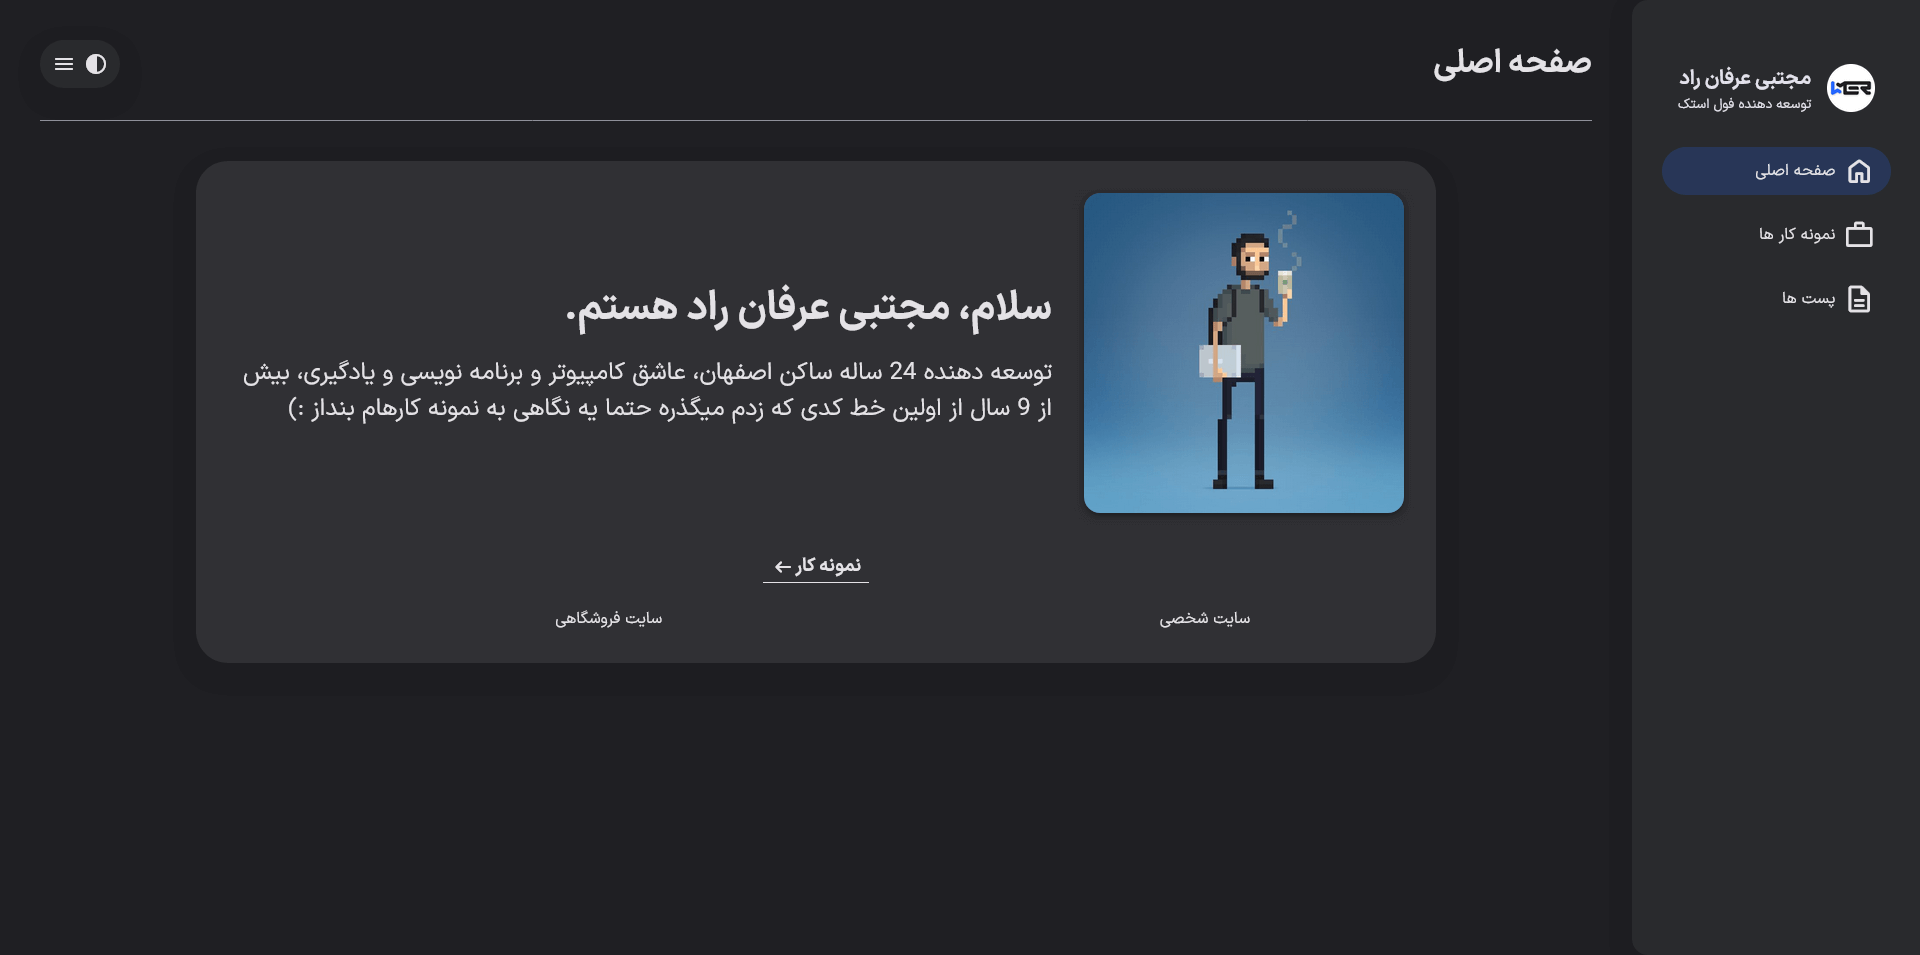 صفحه اصلی
WER
مجتبی عرفان راد
توسعه دهنده فول استک
صفحه اصلی
نمونه کار ها
پست ها
سلام، مجتبی عرفان راد هستم.
توسعه دهنده 24 ساله ساکن اصفهان، عاشق کامپیوتر و برنامه نویسی و یادگیری، بیش
از 9 سال از اولین خط کدی که زدم میگذره حتما یه نگاهی به نمونه کارهام بنداز :)
نمونه کار ←
سایت شخصی
سایت فروشگاهی